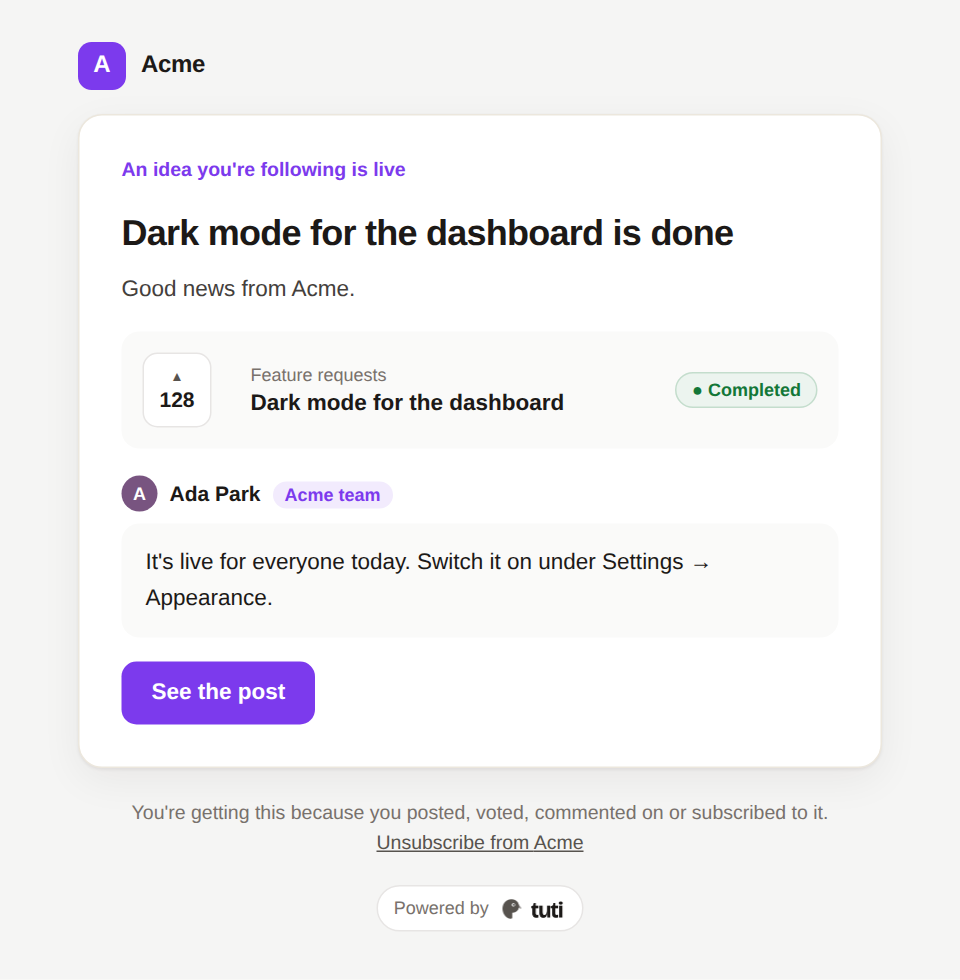 A Acme
An idea you're following is live
Dark mode for the dashboard is done
Good news from Acme.
▲
128
Feature requests
Dark mode for the dashboard
● Completed
A Ada Park Acme team
It's live for everyone today. Switch it on under Settings →
Appearance.
See the post
You're getting this because you posted, voted, commented on or subscribed to it.
Unsubscribe from Acme
Powered by tuti